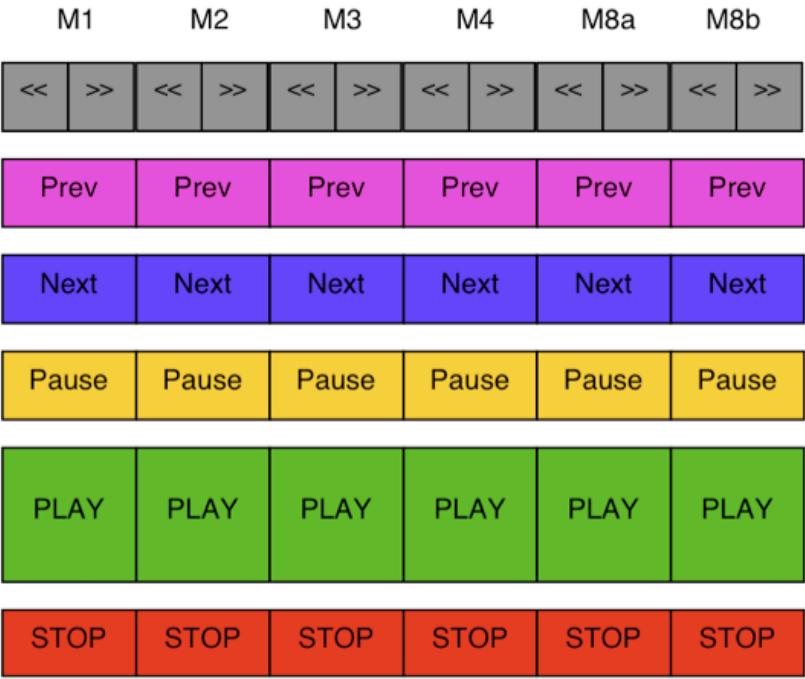 M1 M2 M3 M4 M8a M8b
<< >> << >> << >> << >> << >> << >>
Prev Prev Prev Prev Prev Prev
Next Next Next Next Next Next
Pause Pause Pause Pause Pause Pause
PLAY PLAY PLAY PLAY PLAY PLAY
STOP STOP STOP STOP STOP STOP